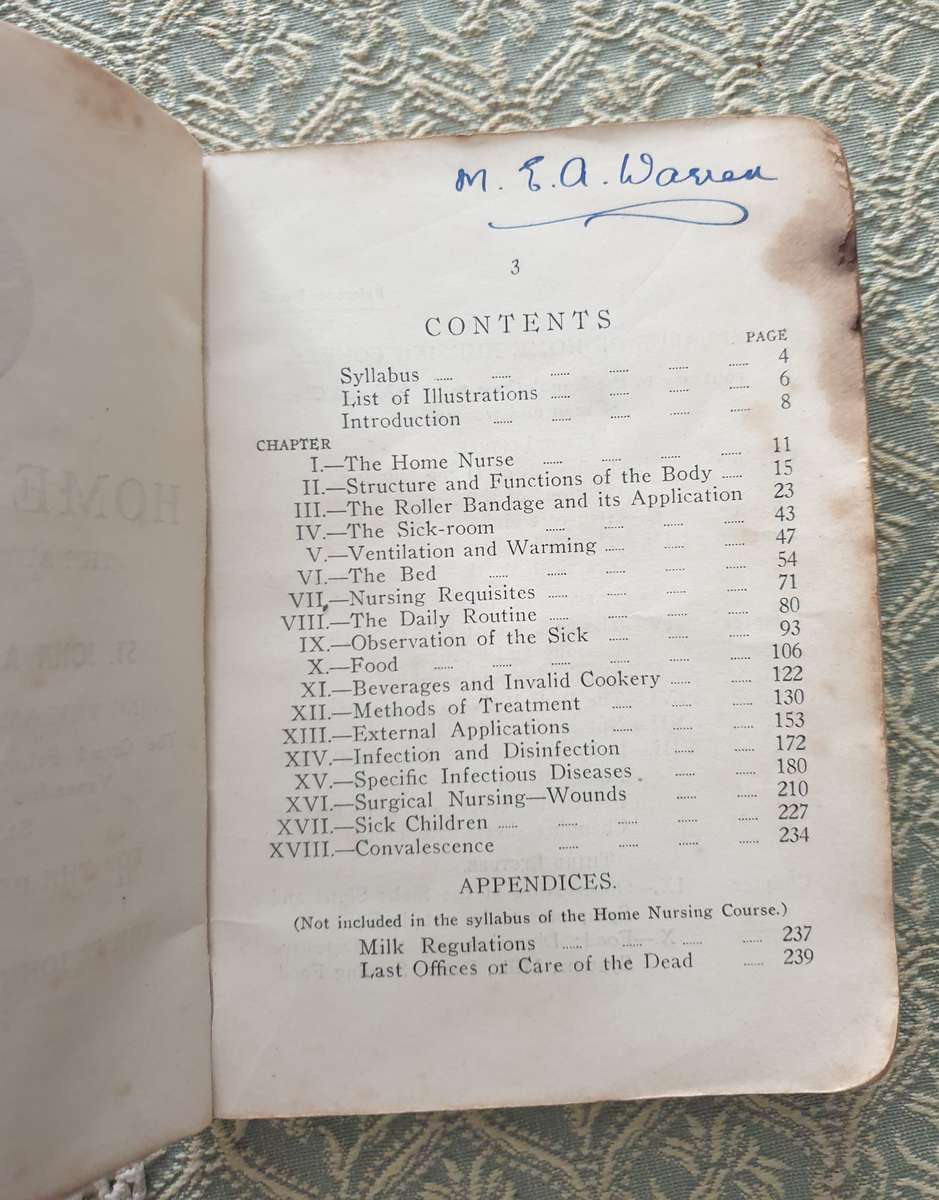 M. E. A. Warren
3
CONTENTS
PAGE
Syllabus ...... ...... ...... ...... ...... ...... 4
List of Illustrations ...... ...... ...... ...... 6
Introduction ...... ...... ...... ...... ...... 8
CHAPTER
I.—The Home Nurse ...... ...... ...... ...... 11
II.—Structure and Functions of the Body ...... 15
III.—The Roller Bandage and its Application 23
IV.—The Sick-room ...... ...... ...... ...... 43
V.—Ventilation and Warming ...... ...... ...... 47
VI.—The Bed ...... ...... ...... ...... ...... 54
VII.—Nursing Requisites ...... ...... ...... ...... 71
VIII.—The Daily Routine ...... ...... ...... ...... 80
IX.—Observation of the Sick ...... ...... ...... 93
X.—Food ...... ...... ...... ...... ...... ...... 106
XI.—Beverages and Invalid Cookery ...... ...... 122
XII.—Methods of Treatment ...... ...... ...... 130
XIII.—External Applications ...... ...... ...... 153
XIV.—Infection and Disinfection ...... ...... 172
XV.—Specific Infectious Diseases ...... ...... 180
XVI.—Surgical Nursing—Wounds ...... ...... 210
XVII.—Sick Children ...... ...... ...... ...... ...... 227
XVIII.—Convalescence ...... ...... ...... ...... 234
APPENDICES.
(Not included in the syllabus of the Home Nursing Course.)
Milk Regulations ...... ...... ...... ...... 237
Last Offices or Care of the Dead ...... 239